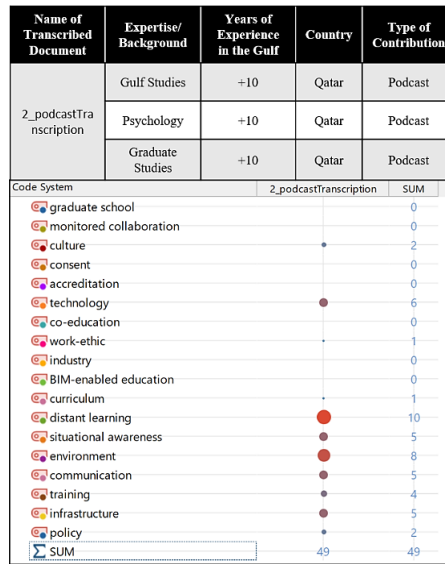 Name of Transcribed Document Expertise/ Background Years of Experience in the Gulf Country Type of Contribution
2_podcastTranscription Gulf Studies +10 Qatar Podcast
Psychology +10 Qatar Podcast
Graduate Studies +10 Qatar Podcast
Code System 2_podcastTranscription SUM
graduate school 0
monitored collaboration 0
culture 2
consent 0
accreditation 0
technology 6
co-education 0
work-ethic 1
industry 0
BIM-enabled education 0
curriculum 1
distant learning 10
situational awareness 5
environment 8
communication 5
training 4
infrastructure 5
policy 2
Σ SUM 49 49